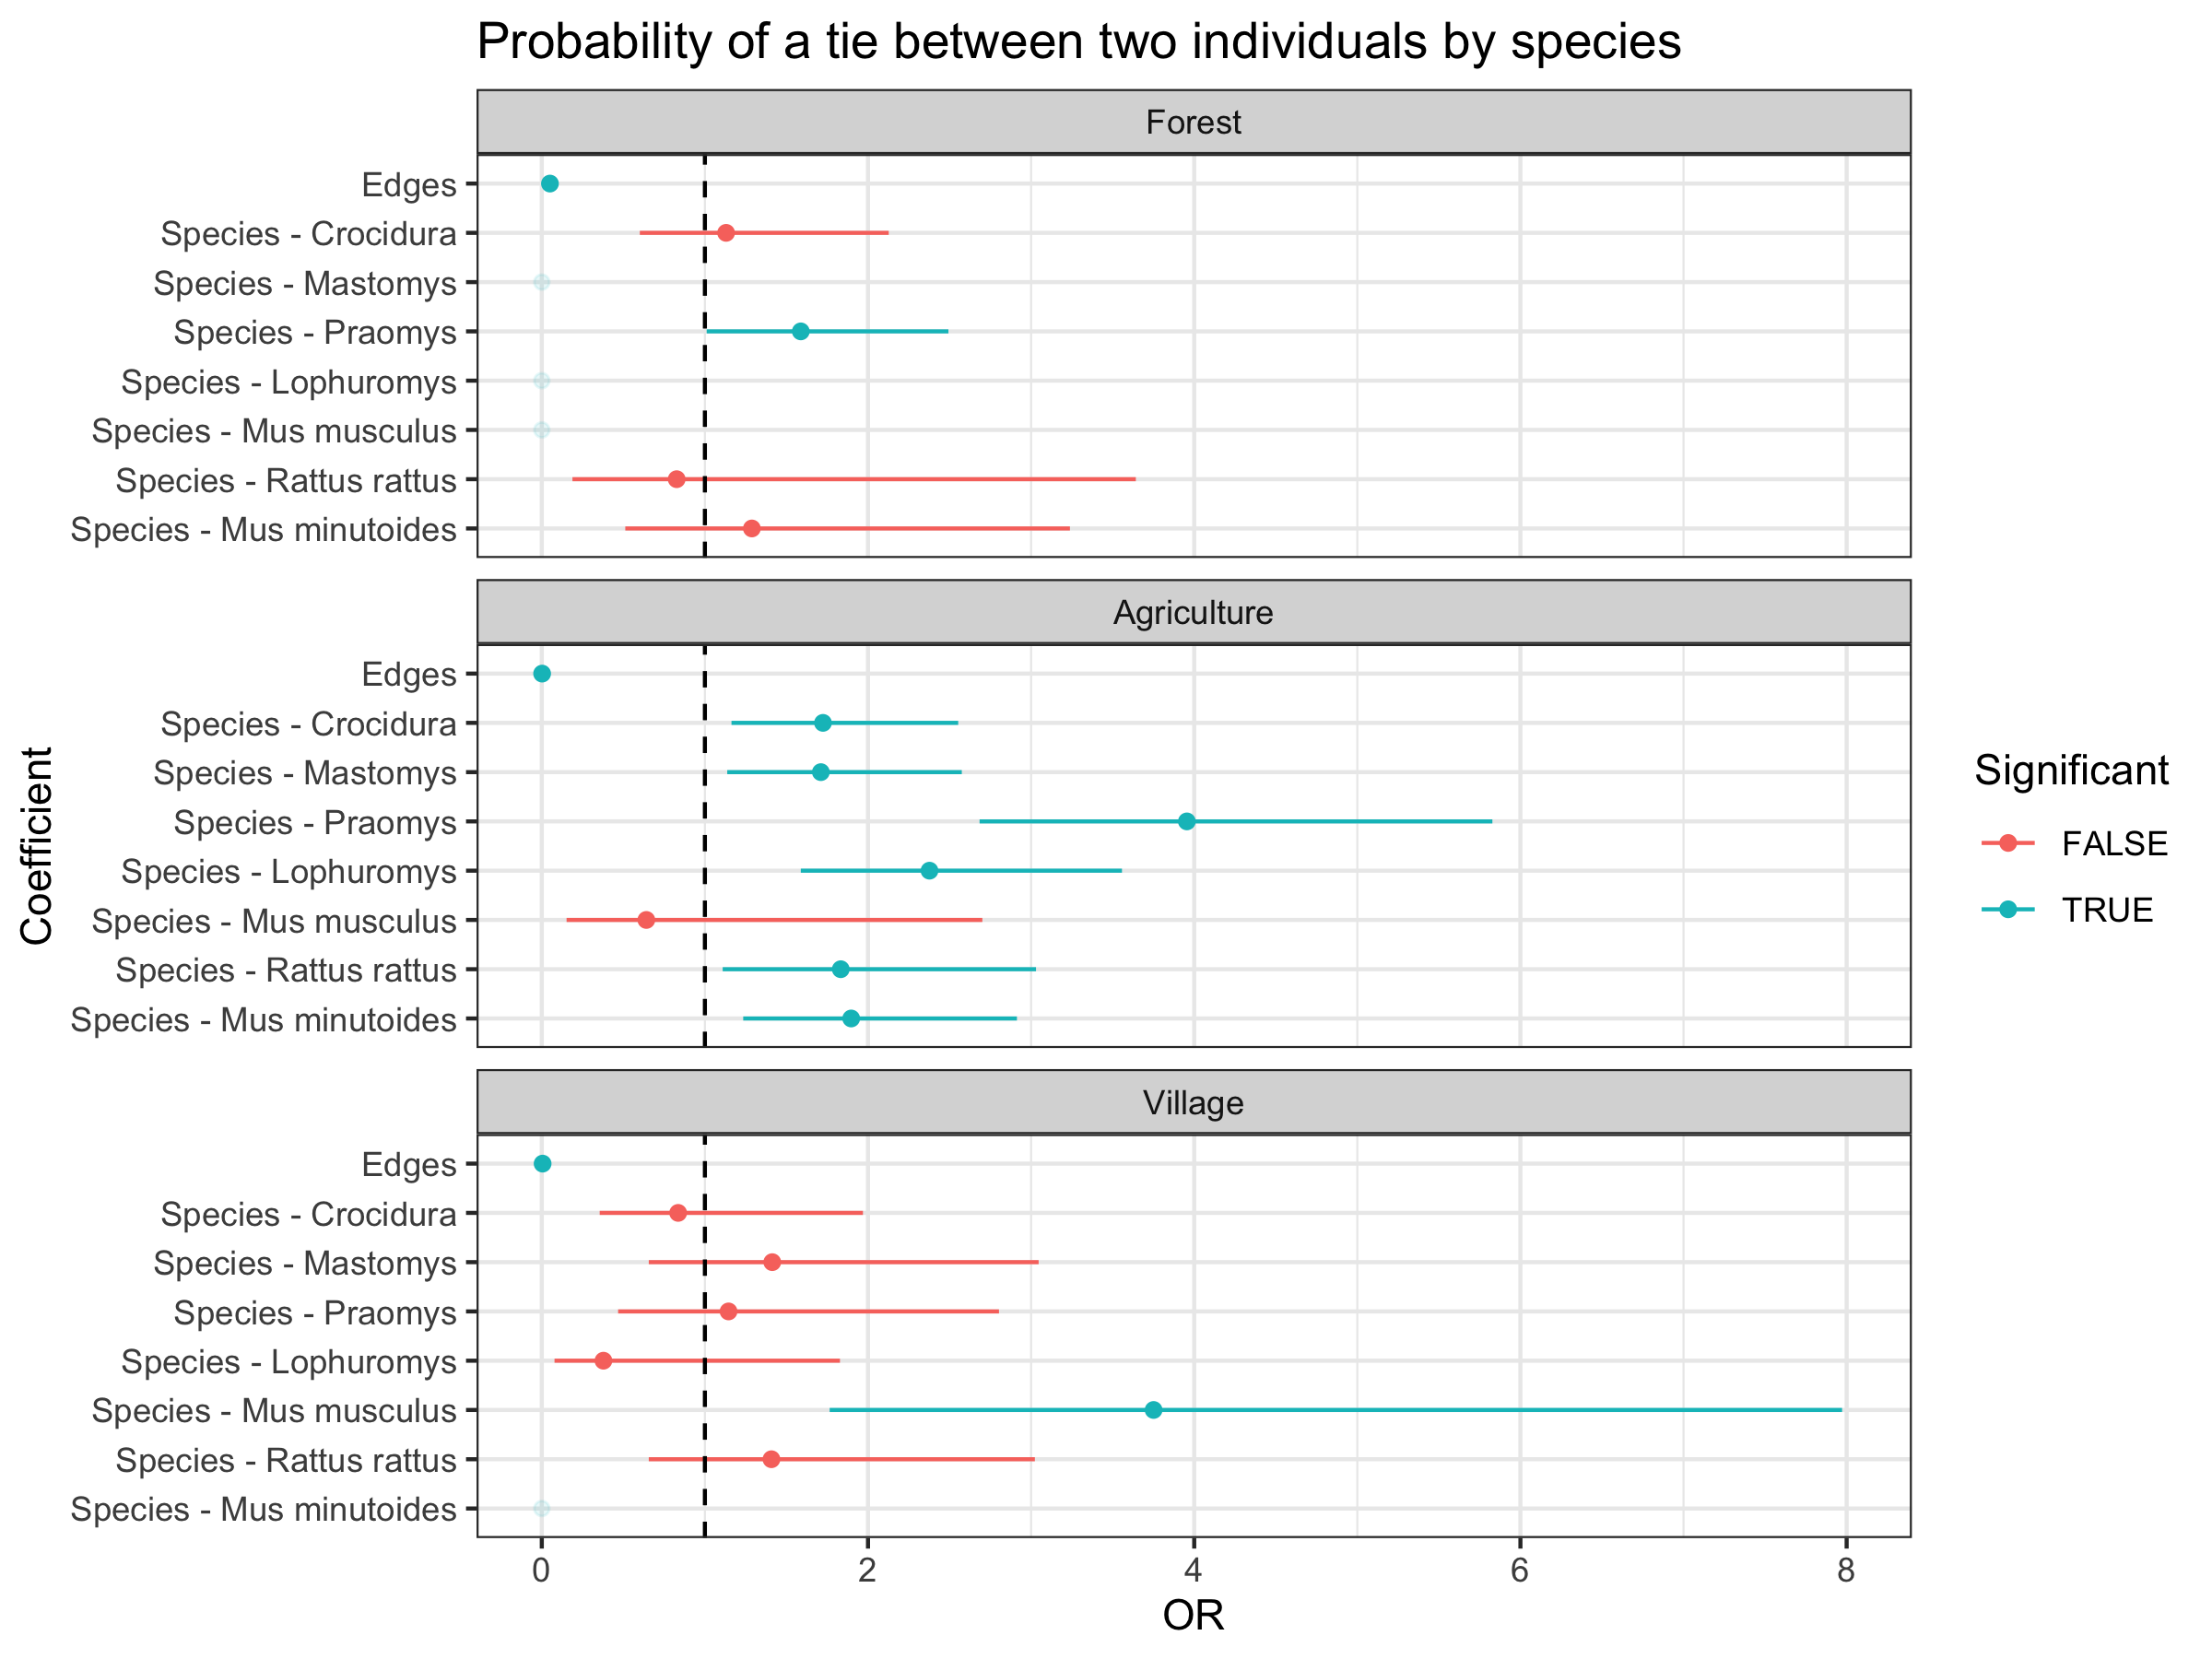 Probability of a tie between two individuals by species
Forest
Edges
Species - Crocidura
Species - Mastomys
Species - Praomys
Species - Lophuromys
Species - Mus musculus
Species - Rattus rattus
Species - Mus minutoides
Agriculture
Edges
Species - Crocidura
Species - Mastomys
Species - Praomys
Species - Lophuromys
Species - Mus musculus
Species - Rattus rattus
Species - Mus minutoides
Village
Edges
Species - Crocidura
Species - Mastomys
Species - Praomys
Species - Lophuromys
Species - Mus musculus
Species - Rattus rattus
Species - Mus minutoides
0 2 4 6 8
OR
Coefficient
Significant
FALSE
TRUE